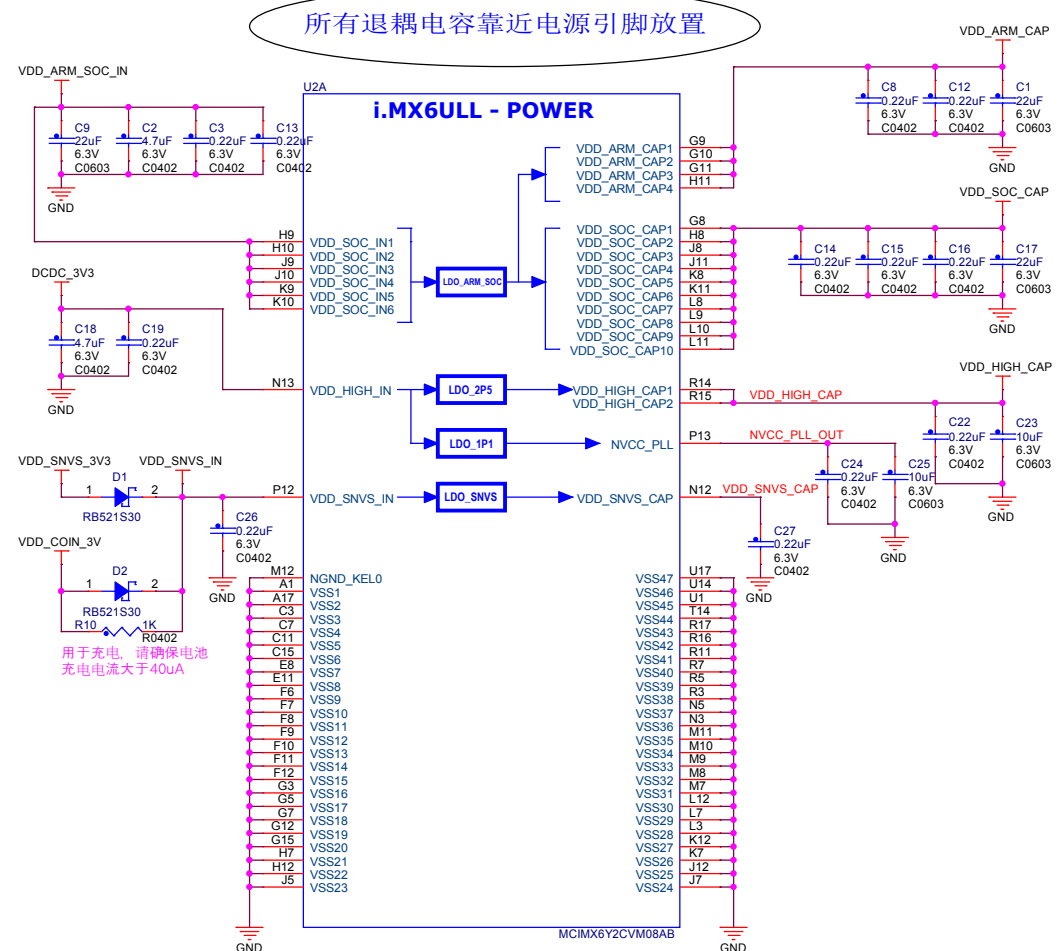 所有退耦电容靠近电源引脚放置
VDD_ARM_CAP
VDD_ARM_SOC_IN
U2A
i.MX6ULL - POWER
C8
0.22uF
6.3V
C0402
C12
0.22uF
6.3V
C0402
C1
22uF
6.3V
C0603
GND
C9
22uF
6.3V
C0603
C2
4.7uF
6.3V
C0402
C3
0.22uF
6.3V
C0402
C13
0.22uF
6.3V
C0402
GND
VDD_ARM_CAP1 G9
VDD_ARM_CAP2 G10
VDD_ARM_CAP3 G11
VDD_ARM_CAP4 H11
VDD_SOC_CAP
H9 VDD_SOC_IN1
H10 VDD_SOC_IN2
J9 VDD_SOC_IN3
J10 VDD_SOC_IN4
K9 VDD_SOC_IN5
K10 VDD_SOC_IN6
LDO_ARM_SOC
VDD_SOC_CAP1 G8
VDD_SOC_CAP2 H8
VDD_SOC_CAP3 J8
VDD_SOC_CAP4 J11
VDD_SOC_CAP5 K8
VDD_SOC_CAP6 K11
VDD_SOC_CAP7 L8
VDD_SOC_CAP8 L9
VDD_SOC_CAP9 L10
VDD_SOC_CAP10 L11
C14
0.22uF
6.3V
C0402
C15
0.22uF
6.3V
C0402
C16
0.22uF
6.3V
C0402
C17
22uF
6.3V
C0603
GND
DCDC_3V3
C18
4.7uF
6.3V
C0402
C19
0.22uF
6.3V
C0402
GND
N13 VDD_HIGH_IN
LDO_2P5
VDD_HIGH_CAP1 R14
VDD_HIGH_CAP2 R15
VDD_HIGH_CAP
VDD_HIGH_CAP
C22
0.22uF
6.3V
C0402
C23
10uF
6.3V
C0603
GND
LDO_1P1
NVCC_PLL P13
NVCC_PLL_OUT
C24
0.22uF
6.3V
C0402
C25
10uF
6.3V
C0603
GND
VDD_SNVS_3V3
VDD_SNVS_IN
D1
1 2
RB521S30
P12 VDD_SNVS_IN
LDO_SNVS
VDD_SNVS_CAP N12
VDD_SNVS_CAP
C26
0.22uF
6.3V
C0402
GND
C27
0.22uF
6.3V
C0402
GND
VDD_COIN_3V
D2
1 2
RB521S30
R10 1K
R0402
用于充电，请确保电池
充电电流大于40uA
M12 NGND_KEL0
A1 VSS1
A17 VSS2
C3 VSS3
C7 VSS4
C11 VSS5
C15 VSS6
E8 VSS7
E11 VSS8
F6 VSS9
F7 VSS10
F8 VSS11
F9 VSS12
F10 VSS13
F11 VSS14
F12 VSS15
G3 VSS16
G5 VSS17
G7 VSS18
G12 VSS19
G15 VSS20
H7 VSS21
H12 VSS22
J5 VSS23
GND
VSS47 U17
VSS46 U14
VSS45 U1
VSS44 T14
VSS43 R17
VSS42 R16
VSS41 R11
VSS40 R7
VSS39 R5
VSS38 R3
VSS37 N5
VSS36 N3
VSS35 M11
VSS34 M10
VSS33 M9
VSS32 M8
VSS31 M7
VSS30 L12
VSS29 L7
VSS28 L3
VSS27 K12
VSS26 K7
VSS25 J12
VSS24 J7
GND
MCIMX6Y2CVM08AB